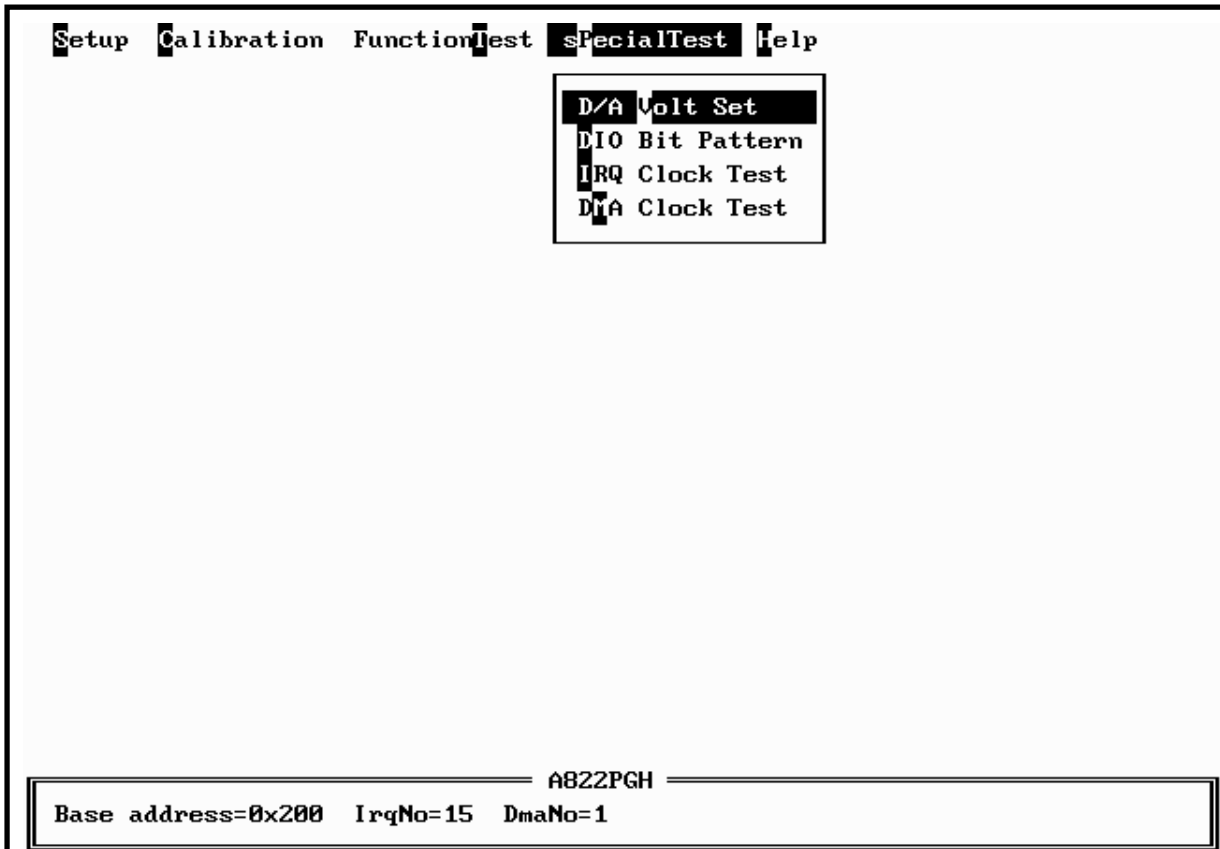 Setup Calibration FunctionTest sPecialTest Help
D/A Volt Set
DIO Bit Pattern
IRQ Clock Test
DMA Clock Test
A822PGH
Base address=0x200 IrqNo=15 DmaNo=1